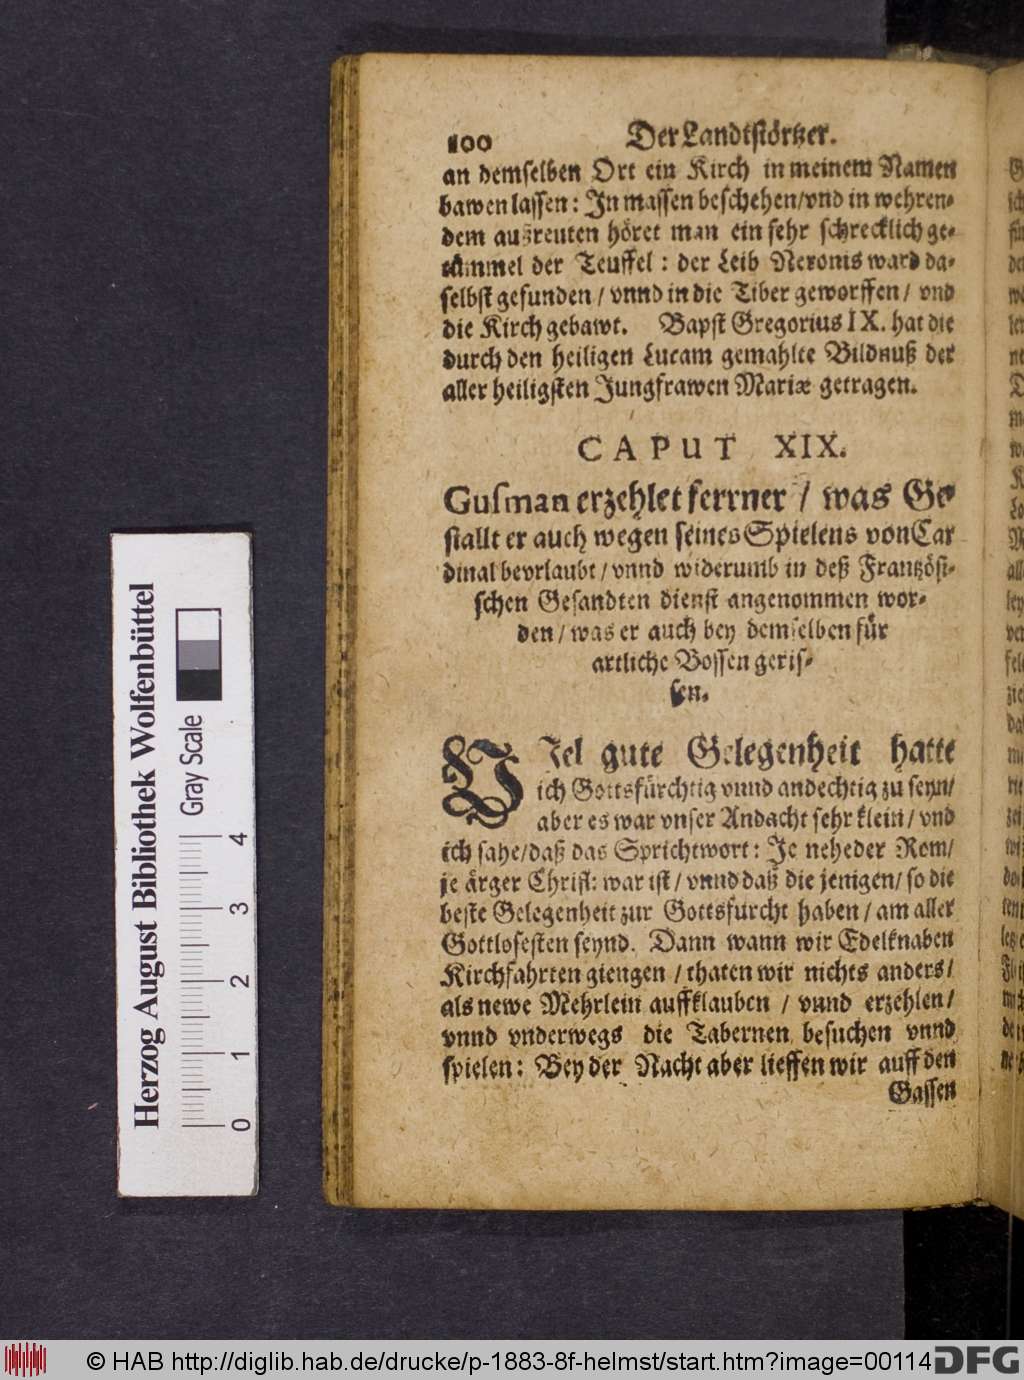 100 Der Landtstörtzer.
an demselben Ort ein Kirch in meinem Namen
bawen lassen: In massen beschehen/vnd in wehren-
dem außreuten höret man ein sehr schrecklich ge-
tümmel der Teuffel: der Leib Neronis ward da-
selbst gefunden / vnnd in die Tiber geworffen / vnd
die Kirch gebawt. Bapst Gregorius IX. hat die
durch den heiligen Lucam gemahlte Bildnuß der
aller heiligsten Jungfrawen Mariæ getragen.
CAPUT XIX.
Gusman erzehlet ferrner / was Ge-
stallt er auch wegen seines Spielens von Car
dinal beurlaubt / vnnd widerumb in deß Frantzösi-
schen Gesandten dienst angenommen wor-
den / was er auch bey demselben für
artliche Bossen geris-
sen.
VIel gute Gelegenheit hatte
ich Gottsfürchtig vnnd andechtig zu seyn/
aber es war vnser Andacht sehr klein / vnd
ich sahe/daß das Sprichtwort: Je neheder Rom/
je ärger Christ: war ist / vnnd daß die jenigen/ so die
beste Gelegenheit zur Gottsfurcht haben / am aller
Gottlosesten seynd. Dann wann wir Edelknaben
Kirchfahrten giengen / thaten wir nichts anders/
als newe Mehrlein auffklauben / vnnd erzehlen/
vnnd vnderwegs die Tabernen besuchen vnnd
spielen: Bey der Nacht aber lieffen wir auff den
Gassen
Herzog August Bibliothek Wolfenbüttel
Gray Scale
0 1 2 3 4
© HAB http://diglib.hab.de/drucke/p-1883-8f-helmst/start.htm?image=00114
DFG